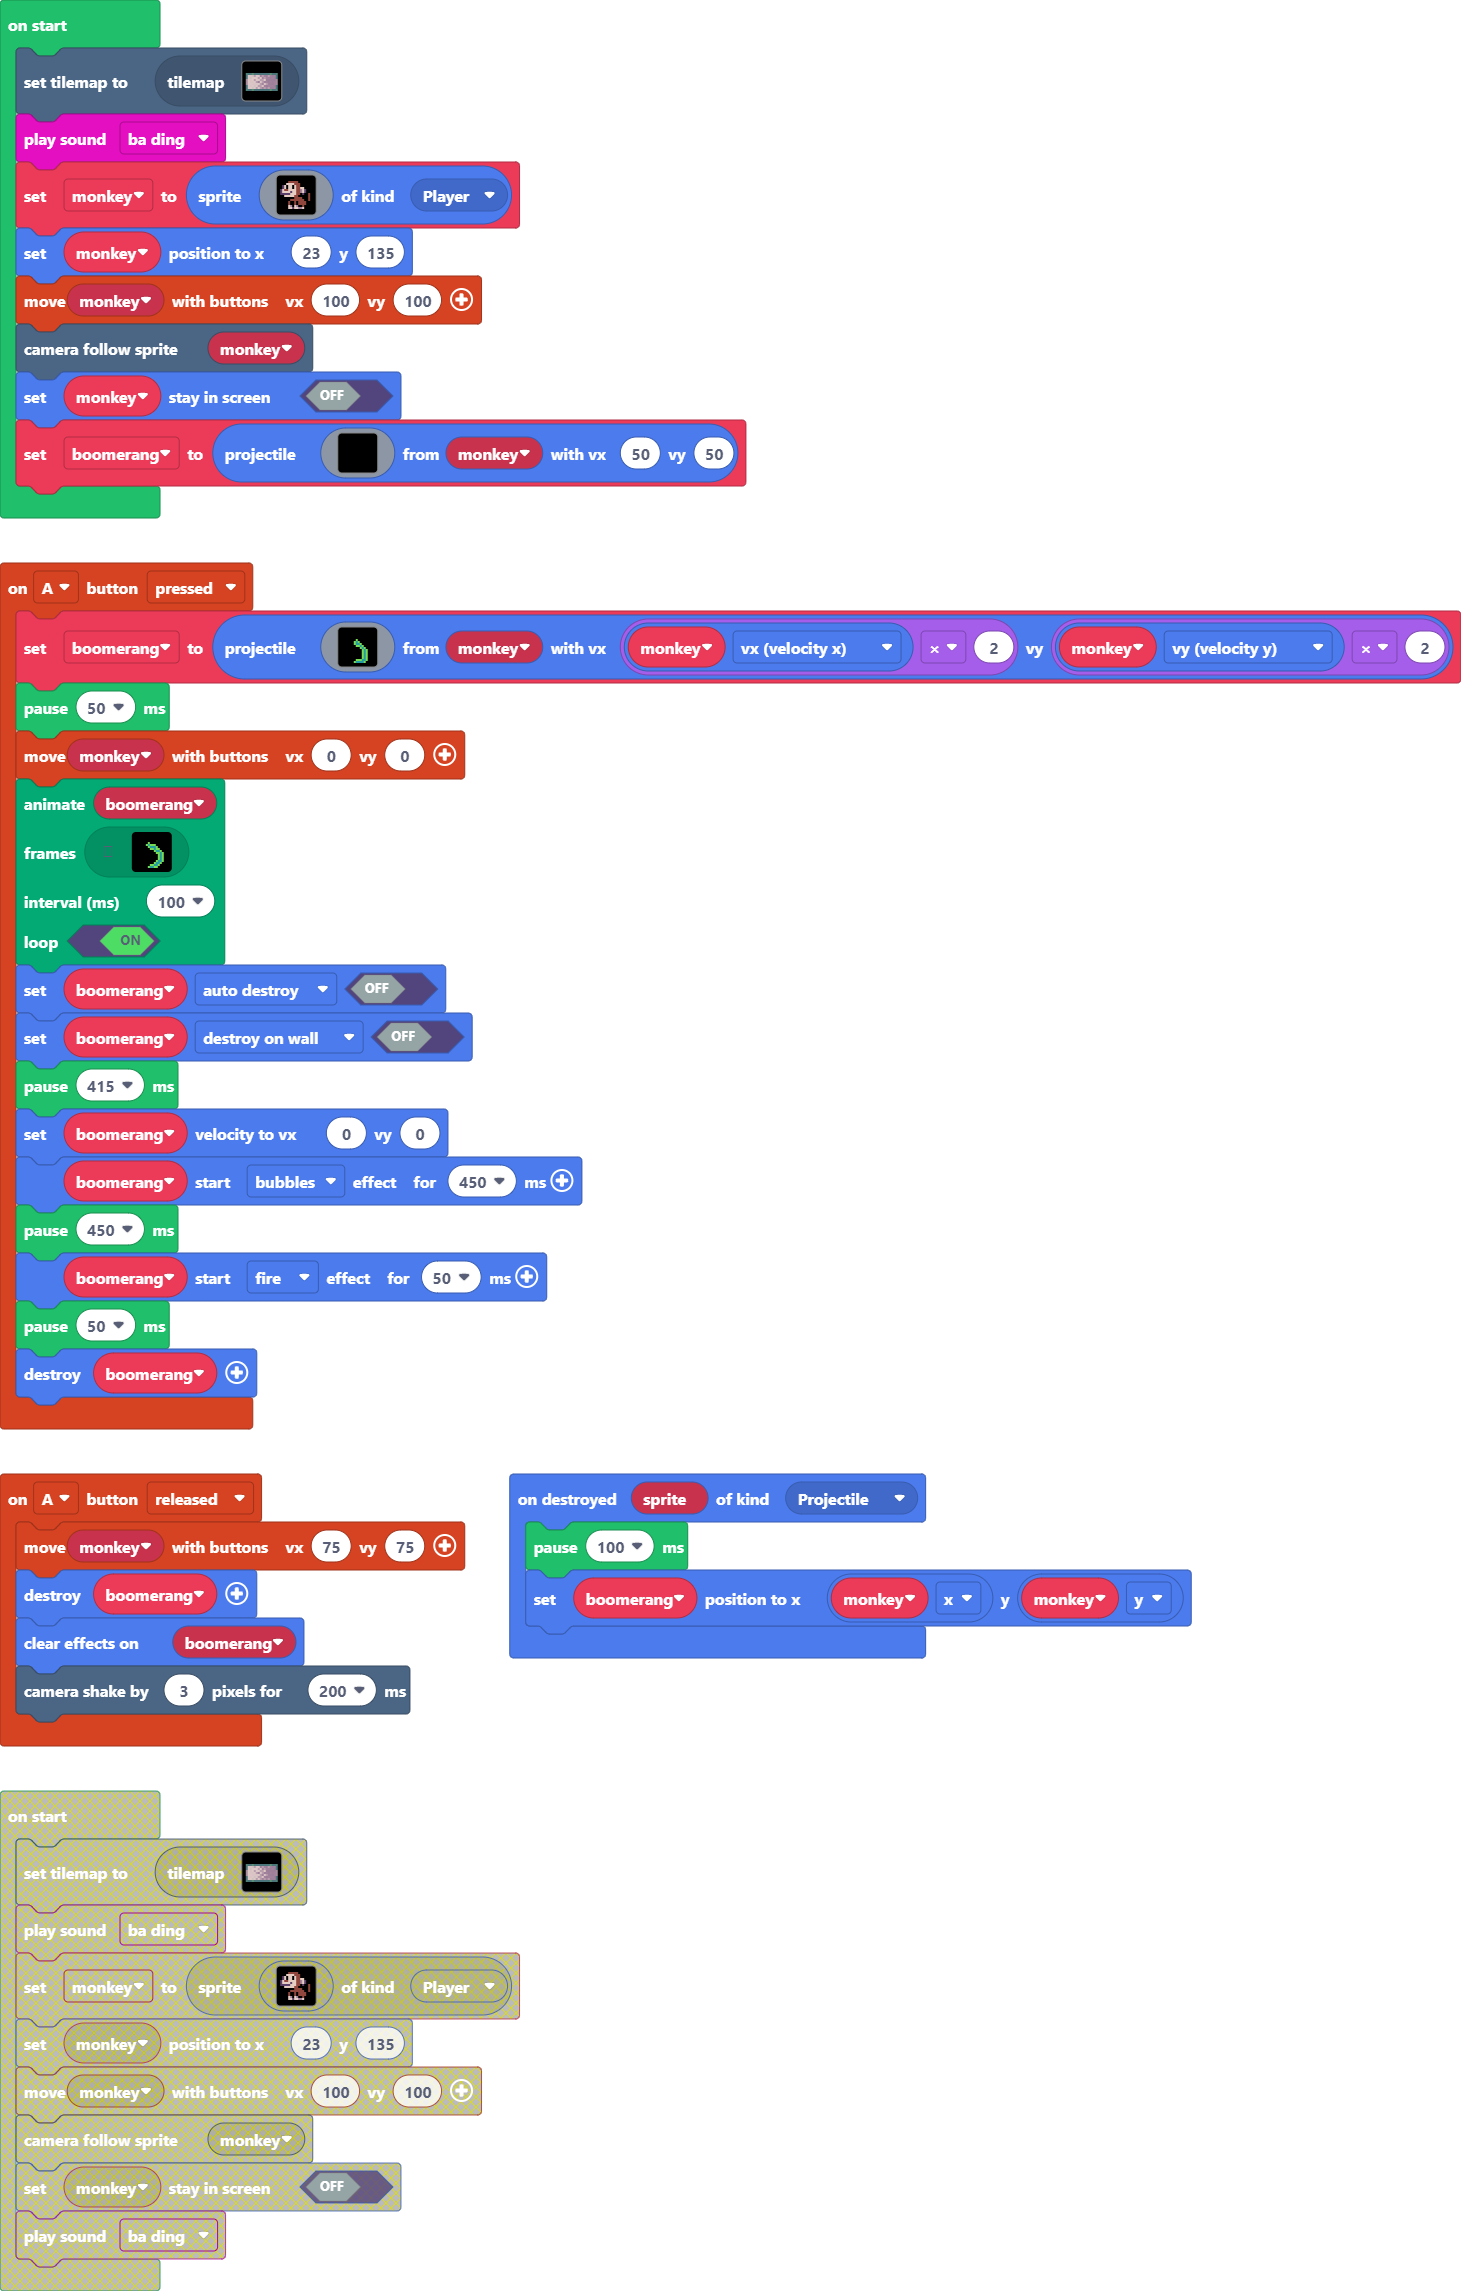 on start
set tilemap to tilemap
play sound ba ding
set monkey to sprite of kind Player
set monkey position to x 23 y 135
move monkey with buttons vx 100 vy 100
camera follow sprite monkey
set monkey stay in screen OFF
set boomerang to projectile from monkey with vx 50 vy 50
on A button pressed
set boomerang to projectile from monkey with vx monkey vx (velocity x) × 2 vy monkey vy (velocity y) × 2
pause 50 ms
move monkey with buttons vx 0 vy 0
animate boomerang
frames
interval (ms) 100
loop ON
set boomerang auto destroy OFF
set boomerang destroy on wall OFF
pause 415 ms
set boomerang velocity to vx 0 vy 0
boomerang start bubbles effect for 450 ms
pause 450 ms
boomerang start fire effect for 50 ms
pause 50 ms
destroy boomerang
on A button released
move monkey with buttons vx 75 vy 75
destroy boomerang
clear effects on boomerang
camera shake by 3 pixels for 200 ms
on destroyed sprite of kind Projectile
pause 100 ms
set boomerang position to x monkey x y monkey y
on start
set tilemap to tilemap
play sound ba ding
set monkey to sprite of kind Player
set monkey position to x 23 y 135
move monkey with buttons vx 100 vy 100
camera follow sprite monkey
set monkey stay in screen OFF
play sound ba ding